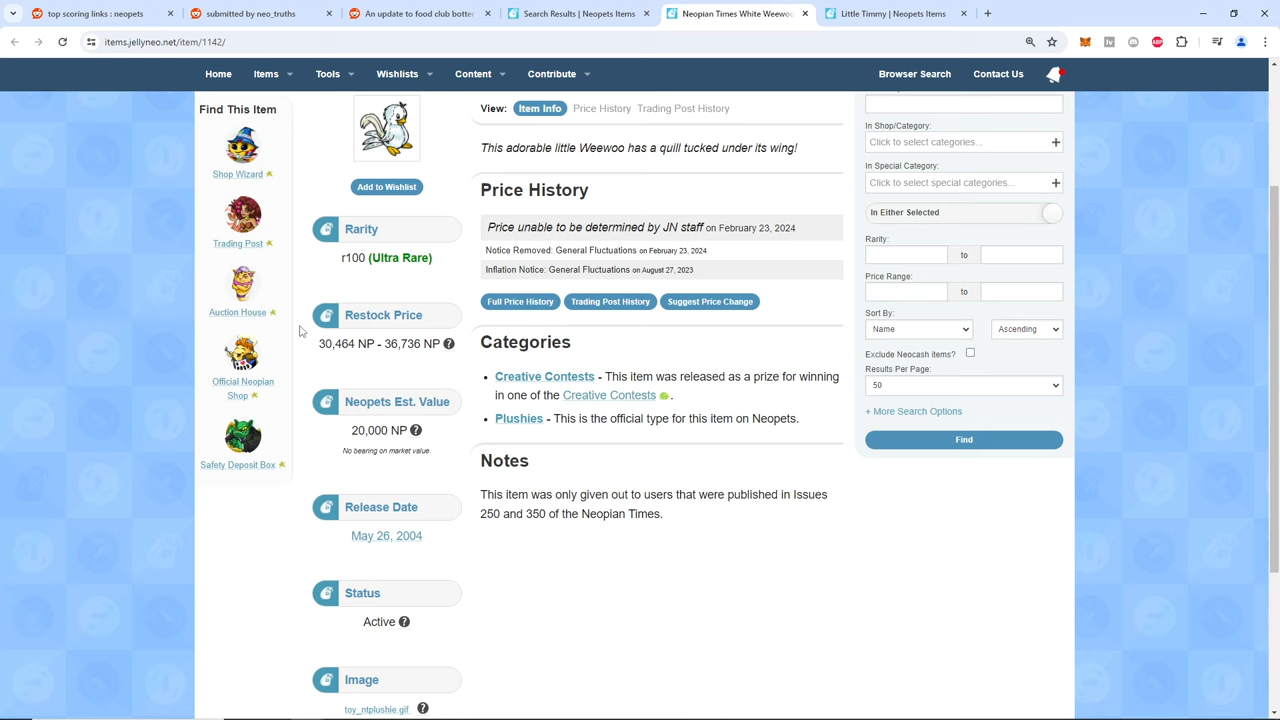 top scoring links : neopets
submitted by neo_truths
An update to food club botter
Search Results | Neopets Items
Neopian Times White Weewoo
Little Timmy | Neopets Items
items.jellyneo.net/item/1142/
Home
Items
Tools
Wishlists
Content
Contribute
Browser Search
Contact Us
Find This Item
Shop Wizard
Trading Post
Auction House
Official Neopian
Shop
Safety Deposit Box
Add to Wishlist
Rarity
r100 (Ultra Rare)
Restock Price
30,464 NP - 36,736 NP
Neopets Est. Value
20,000 NP
No bearing on market value.
Release Date
May 26, 2004
Status
Active
Image
toy_ntplushie.gif
View: Item Info Price History Trading Post History
This adorable little Weewoo has a quill tucked under its wing!
Price History
Price unable to be determined by JN staff on February 23, 2024
Notice Removed: General Fluctuations on February 23, 2024
Inflation Notice: General Fluctuations on August 27, 2023
Full Price History
Trading Post History
Suggest Price Change
Categories
• Creative Contests - This item was released as a prize for winning
in one of the Creative Contests .
• Plushies - This is the official type for this item on Neopets.
Notes
This item was only given out to users that were published in Issues
250 and 350 of the Neopian Times.
In Shop/Category:
Click to select categories...
In Special Category:
Click to select special categories...
In Either Selected
Rarity:
to
Price Range:
to
Sort By:
Name
Ascending
Exclude Neocash items?
Results Per Page:
50
+ More Search Options
Find